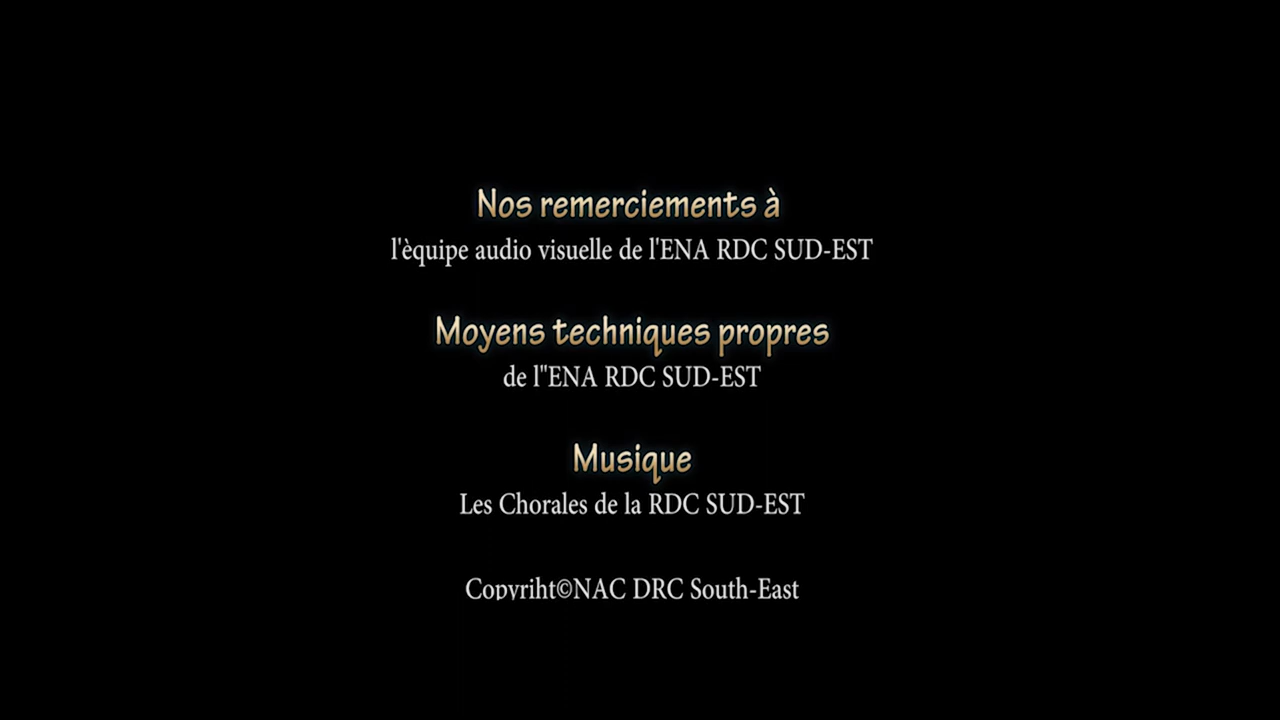 Nos remerciements à
l'èquipe audio visuelle de l'ENA RDC SUD-EST
Moyens techniques propres
de l"ENA RDC SUD-EST
Musique
Les Chorales de la RDC SUD-EST
Copyriht©NAC DRC South-East